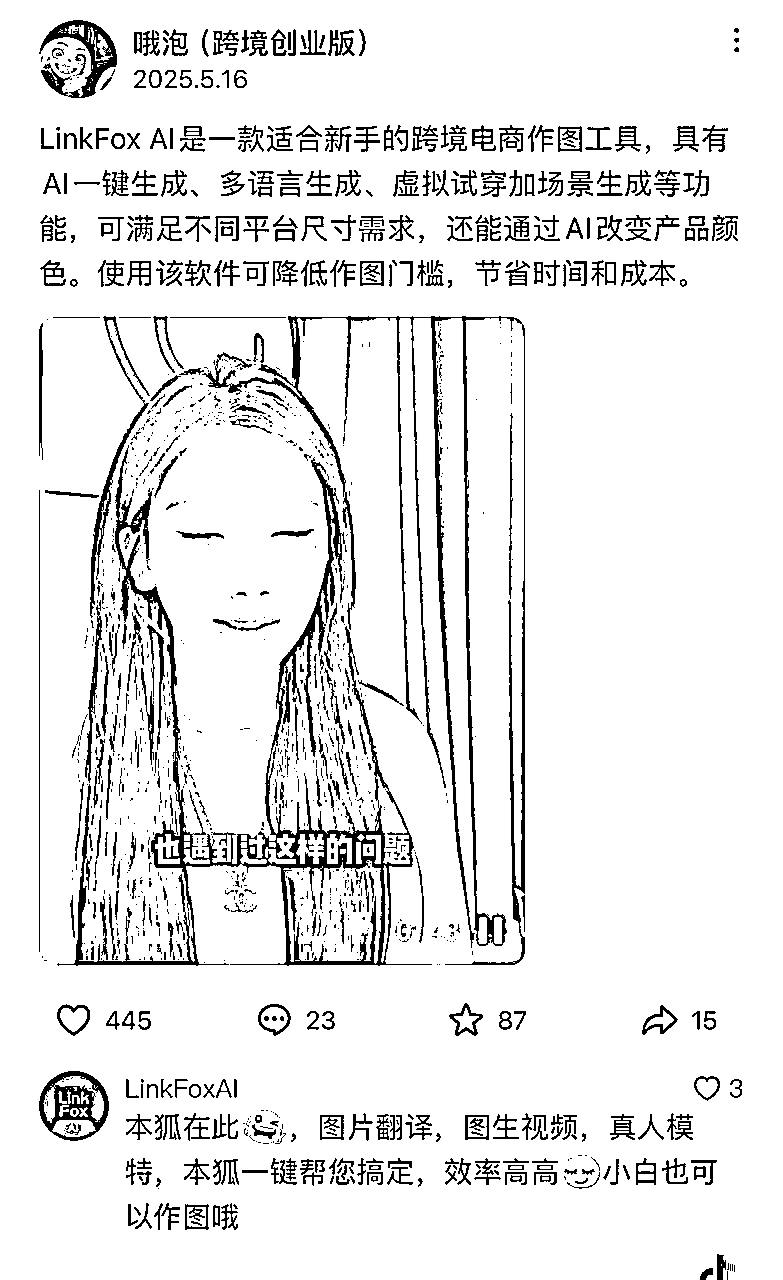 哦泡（跨境创业版）
2025.5.16
LinkFox AI是一款适合新手的跨境电商作图工具，具有
AI一键生成、多语言生成、虚拟试穿加场景生成等功
能，可满足不同平台尺寸需求，还能通过AI改变产品颜
色。使用该软件可降低作图门槛，节省时间和成本。
也遇到过这样的问题
445
23
87
15
Link
Fox
LinkFoxAI
3
本狐在此，图片翻译，图生视频，真人模
特，本狐一键帮您搞定，效率高高小白也可
以作图哦